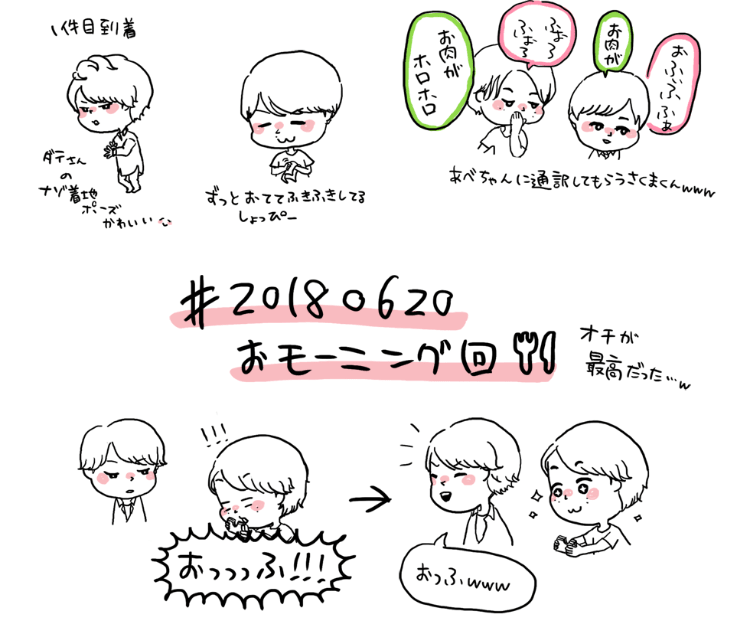 1件目到着
ダテさん
の
ナゾ着地
ポーズ
かわいい
ずっとおててふきふきしてる
しょっぴー
お肉が
ホロホロ
ふぉろ
ふぉろ
お肉が
おふぃふぃふぁ
あべちゃんに通訳してもらうさくまくんwww
#20180620
おモーニング回
オチが
最高だった…w
!!!
おっっっふ!!!
おっふwww